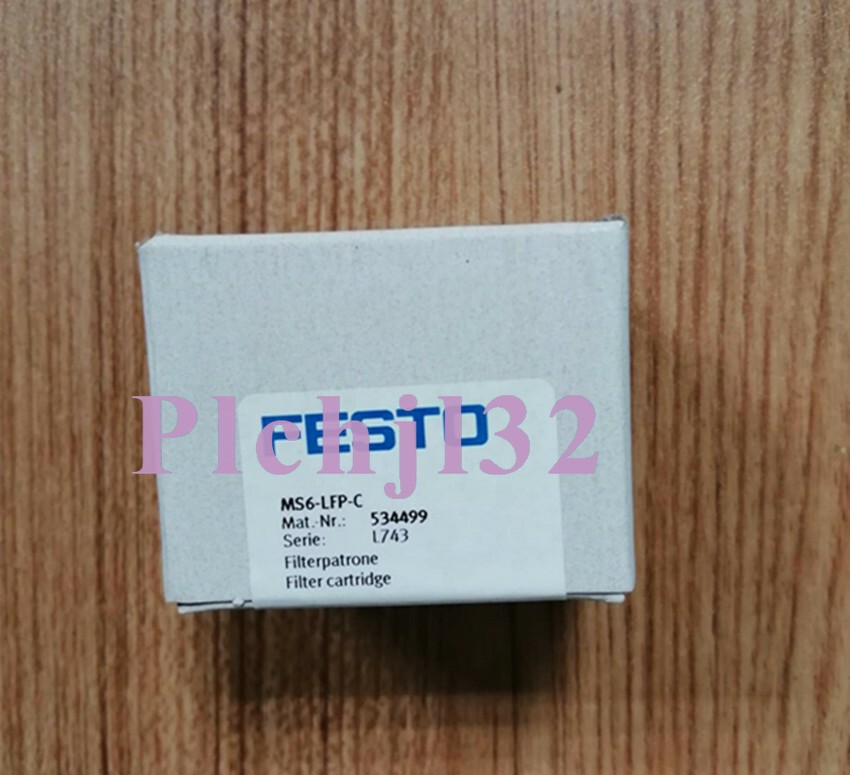 FESTO
Plchjl32
MS6-LFP-C
Mat.-Nr.: 534499
Serie: L743
Filterpatrone
Filter cartridge